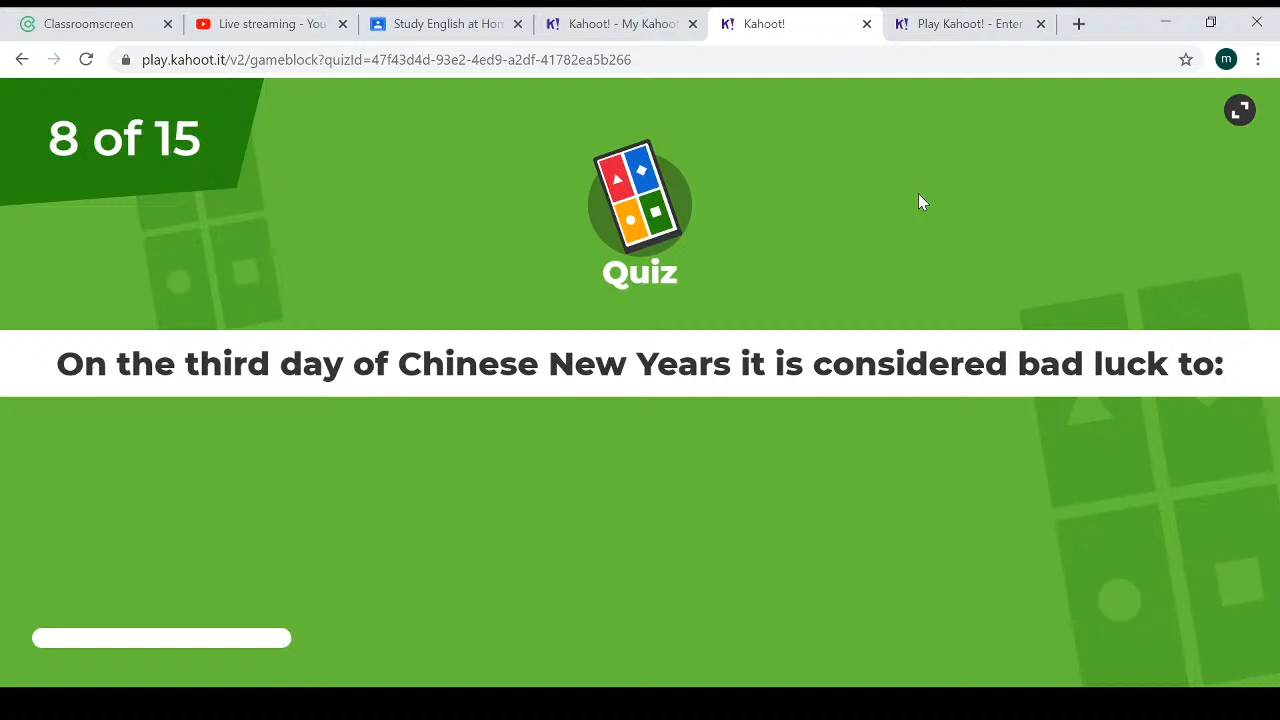 Classroomscreen
Live streaming - You
Study English at Hom
K! Kahoot! - My Kahoot
K! Kahoot!
K! Play Kahoot! - Enter
play.kahoot.it/v2/gameblock?quizId=47f43d4d-93e2-4ed9-a2df-41782ea5b266
m
8 of 15
Quiz
On the third day of Chinese New Years it is considered bad luck to: